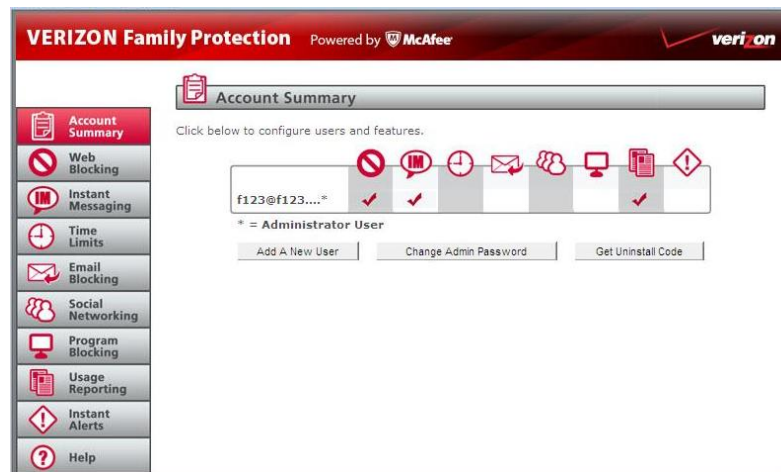 VERIZON Family Protection Powered by McAfee verizon
Account Summary
Click below to configure users and features.
IM
f123@f123....*
* = Administrator User
Add A New User Change Admin Password Get Uninstall Code
Account
Summary
Web
Blocking
IM Instant
Messaging
Time
Limits
Email
Blocking
Social
Networking
Program
Blocking
Usage
Reporting
Instant
Alerts
? Help